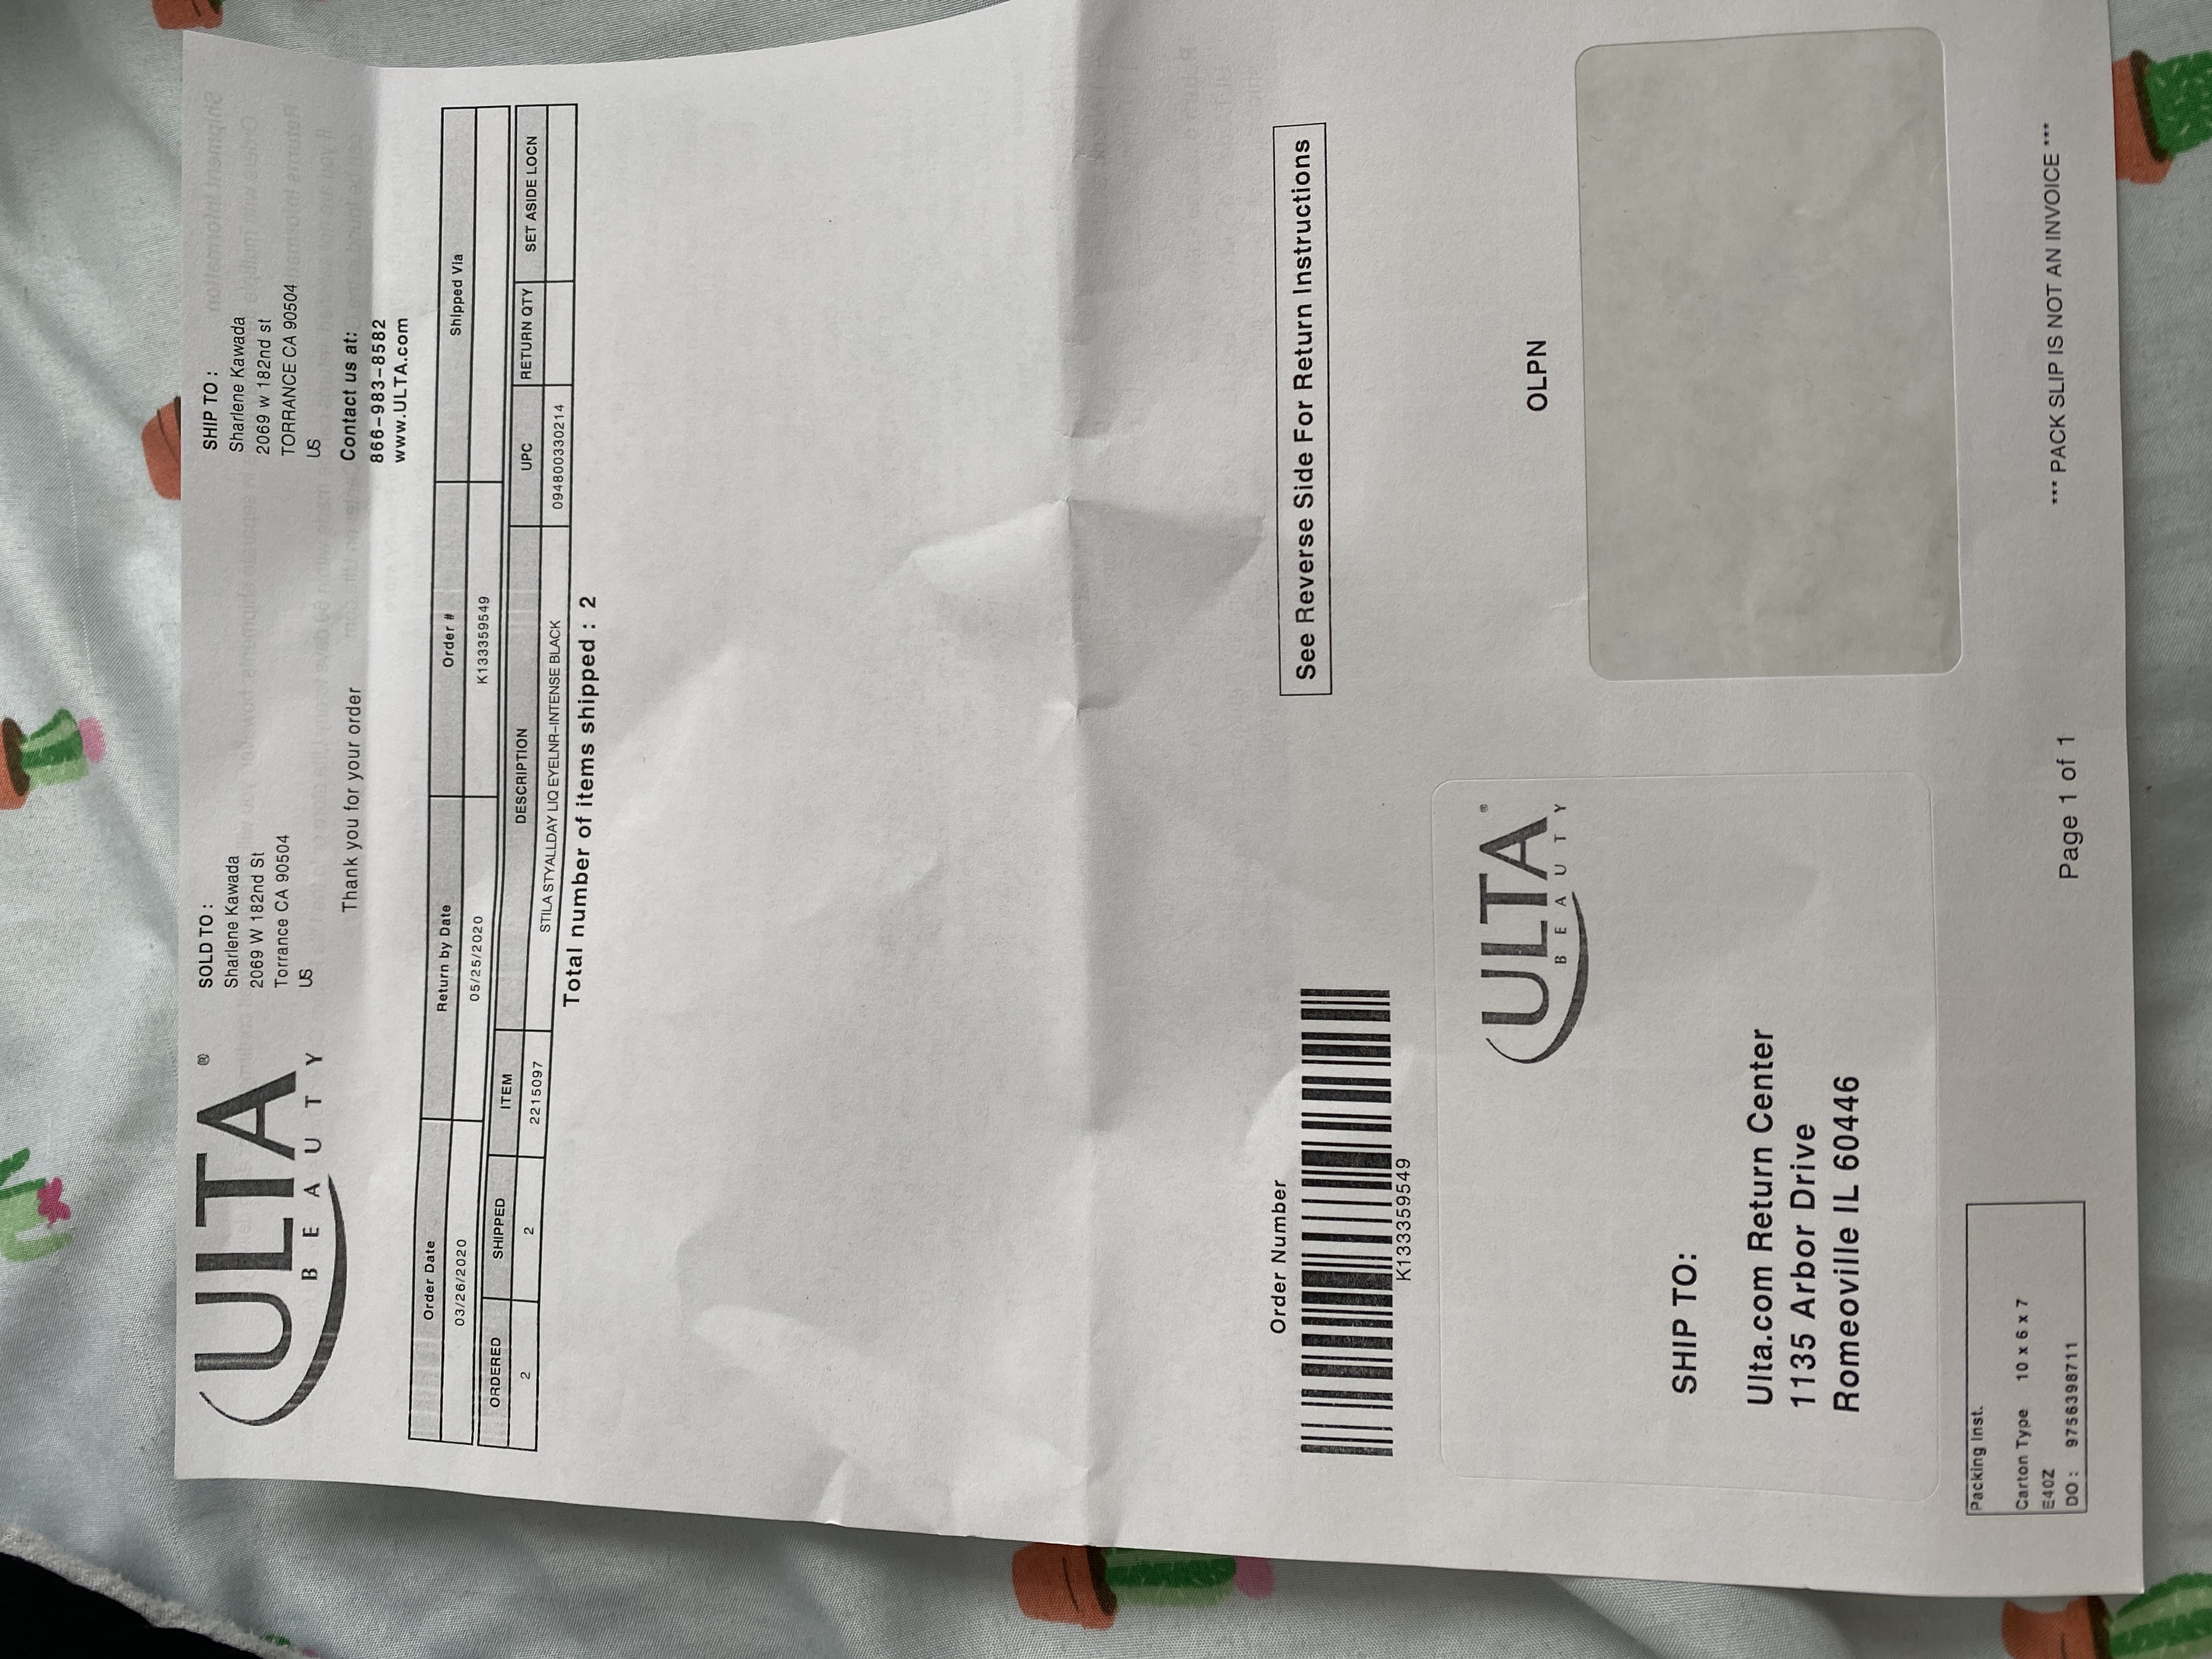 ULTA ®
BEAUTY
SOLD TO :
Sharlene Kawada
2069 W 182nd St
Torrance CA 90504
US
SHIP TO :
Sharlene Kawada
2069 w 182nd st
TORRANCE CA 90504
US
Thank you for your order
Contact us at:
866-983-8582
www.ULTA.com
Order Date Return by Date Order # Shipped Via
03/26/2020 05/25/2020 K133359549
ORDERED SHIPPED ITEM DESCRIPTION UPC RETURN QTY SET ASIDE LOCN
2 2 2215097 STILA STYALLDAY LIQ EYELNR-INTENSE BLACK 094800330214
Total number of items shipped : 2
Order Number
K133359549
See Reverse Side For Return Instructions
ULTA ®
BEAUTY
OLPN
SHIP TO:
Ulta.com Return Center
1135 Arbor Drive
Romeoville IL 60446
Packing Inst.
Carton Type 10 x 6 x 7
E40Z
DO : 9756398711
Page 1 of 1
*** PACK SLIP IS NOT AN INVOICE ***